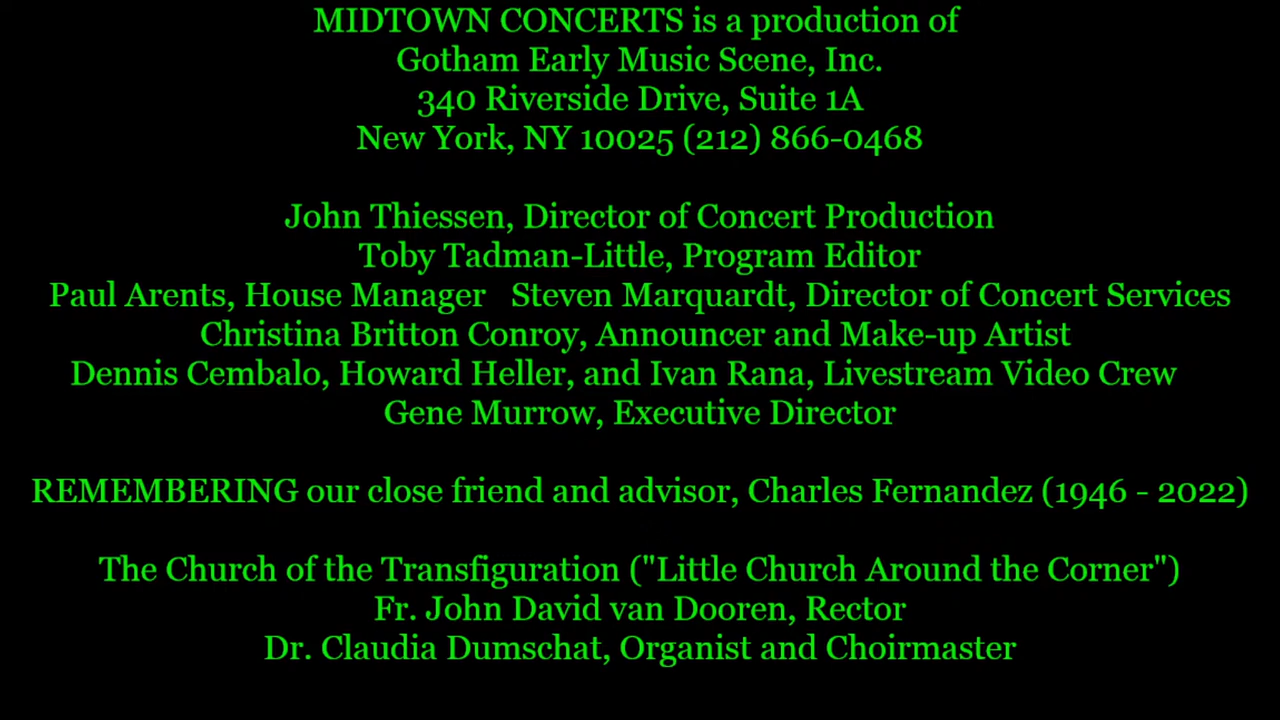 MIDTOWN CONCERTS is a production of
Gotham Early Music Scene, Inc.
340 Riverside Drive, Suite 1A
New York, NY 10025 (212) 866-0468
John Thiessen, Director of Concert Production
Toby Tadman-Little, Program Editor
Paul Arents, House Manager   Steven Marquardt, Director of Concert Services
Christina Britton Conroy, Announcer and Make-up Artist
Dennis Cembalo, Howard Heller, and Ivan Rana, Livestream Video Crew
Gene Murrow, Executive Director
REMEMBERING our close friend and advisor, Charles Fernandez (1946 - 2022)
The Church of the Transfiguration ("Little Church Around the Corner")
Fr. John David van Dooren, Rector
Dr. Claudia Dumschat, Organist and Choirmaster